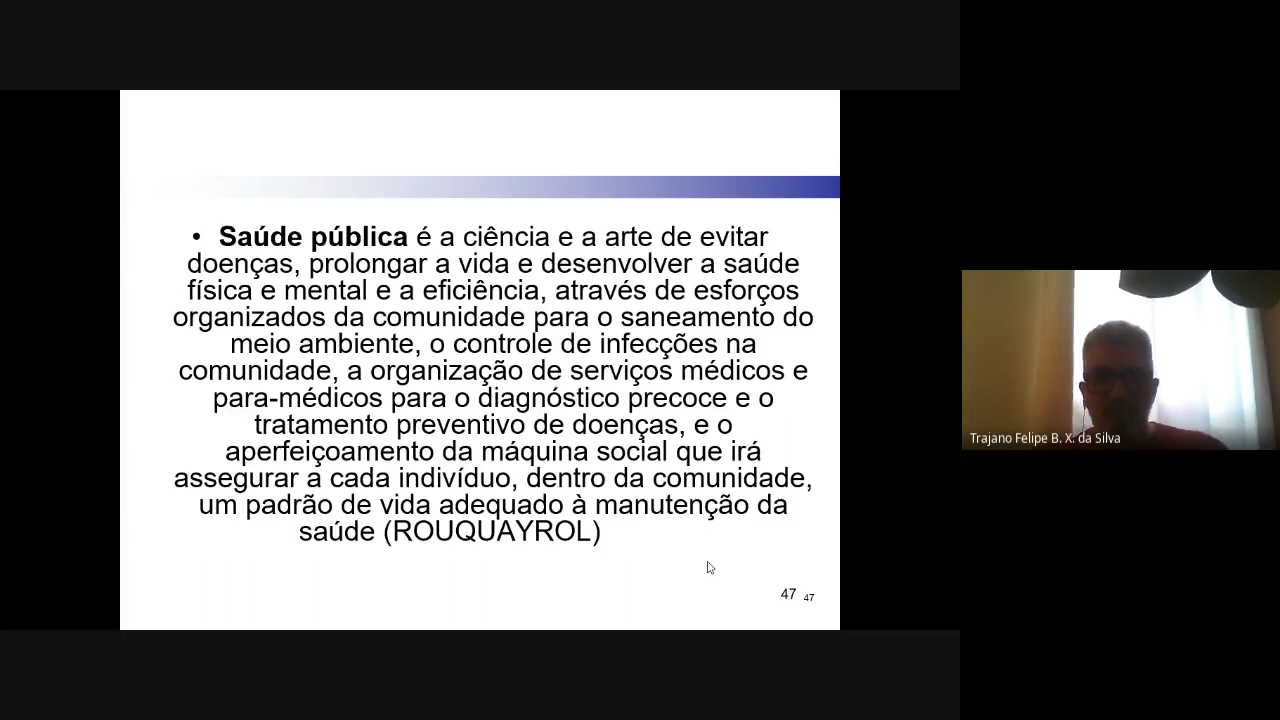 • Saúde pública é a ciência e a arte de evitar
doenças, prolongar a vida e desenvolver a saúde
física e mental e a eficiência, através de esforços
organizados da comunidade para o saneamento do
meio ambiente, o controle de infecções na
comunidade, a organização de serviços médicos e
para-médicos para o diagnóstico precoce e o
tratamento preventivo de doenças, e o
aperfeiçoamento da máquina social que irá
assegurar a cada indivíduo, dentro da comunidade,
um padrão de vida adequado à manutenção da
saúde (ROUQUAYROL)
47 47
Trajano Felipe B. X. da Silva